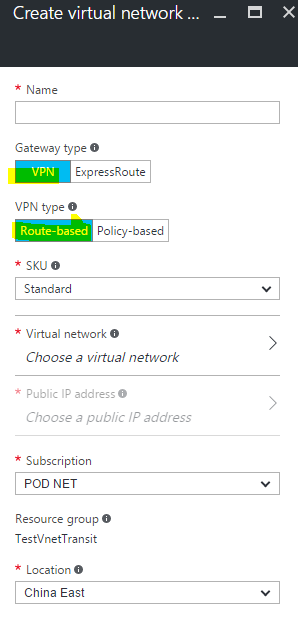 Create virtual network ...
* Name
Gateway type
VPN ExpressRoute
VPN type
Route-based Policy-based
* SKU
Standard
* Virtual network
Choose a virtual network
* Public IP address
Choose a public IP address
* Subscription
POD NET
Resource group
TestVnetTransit
* Location
China East